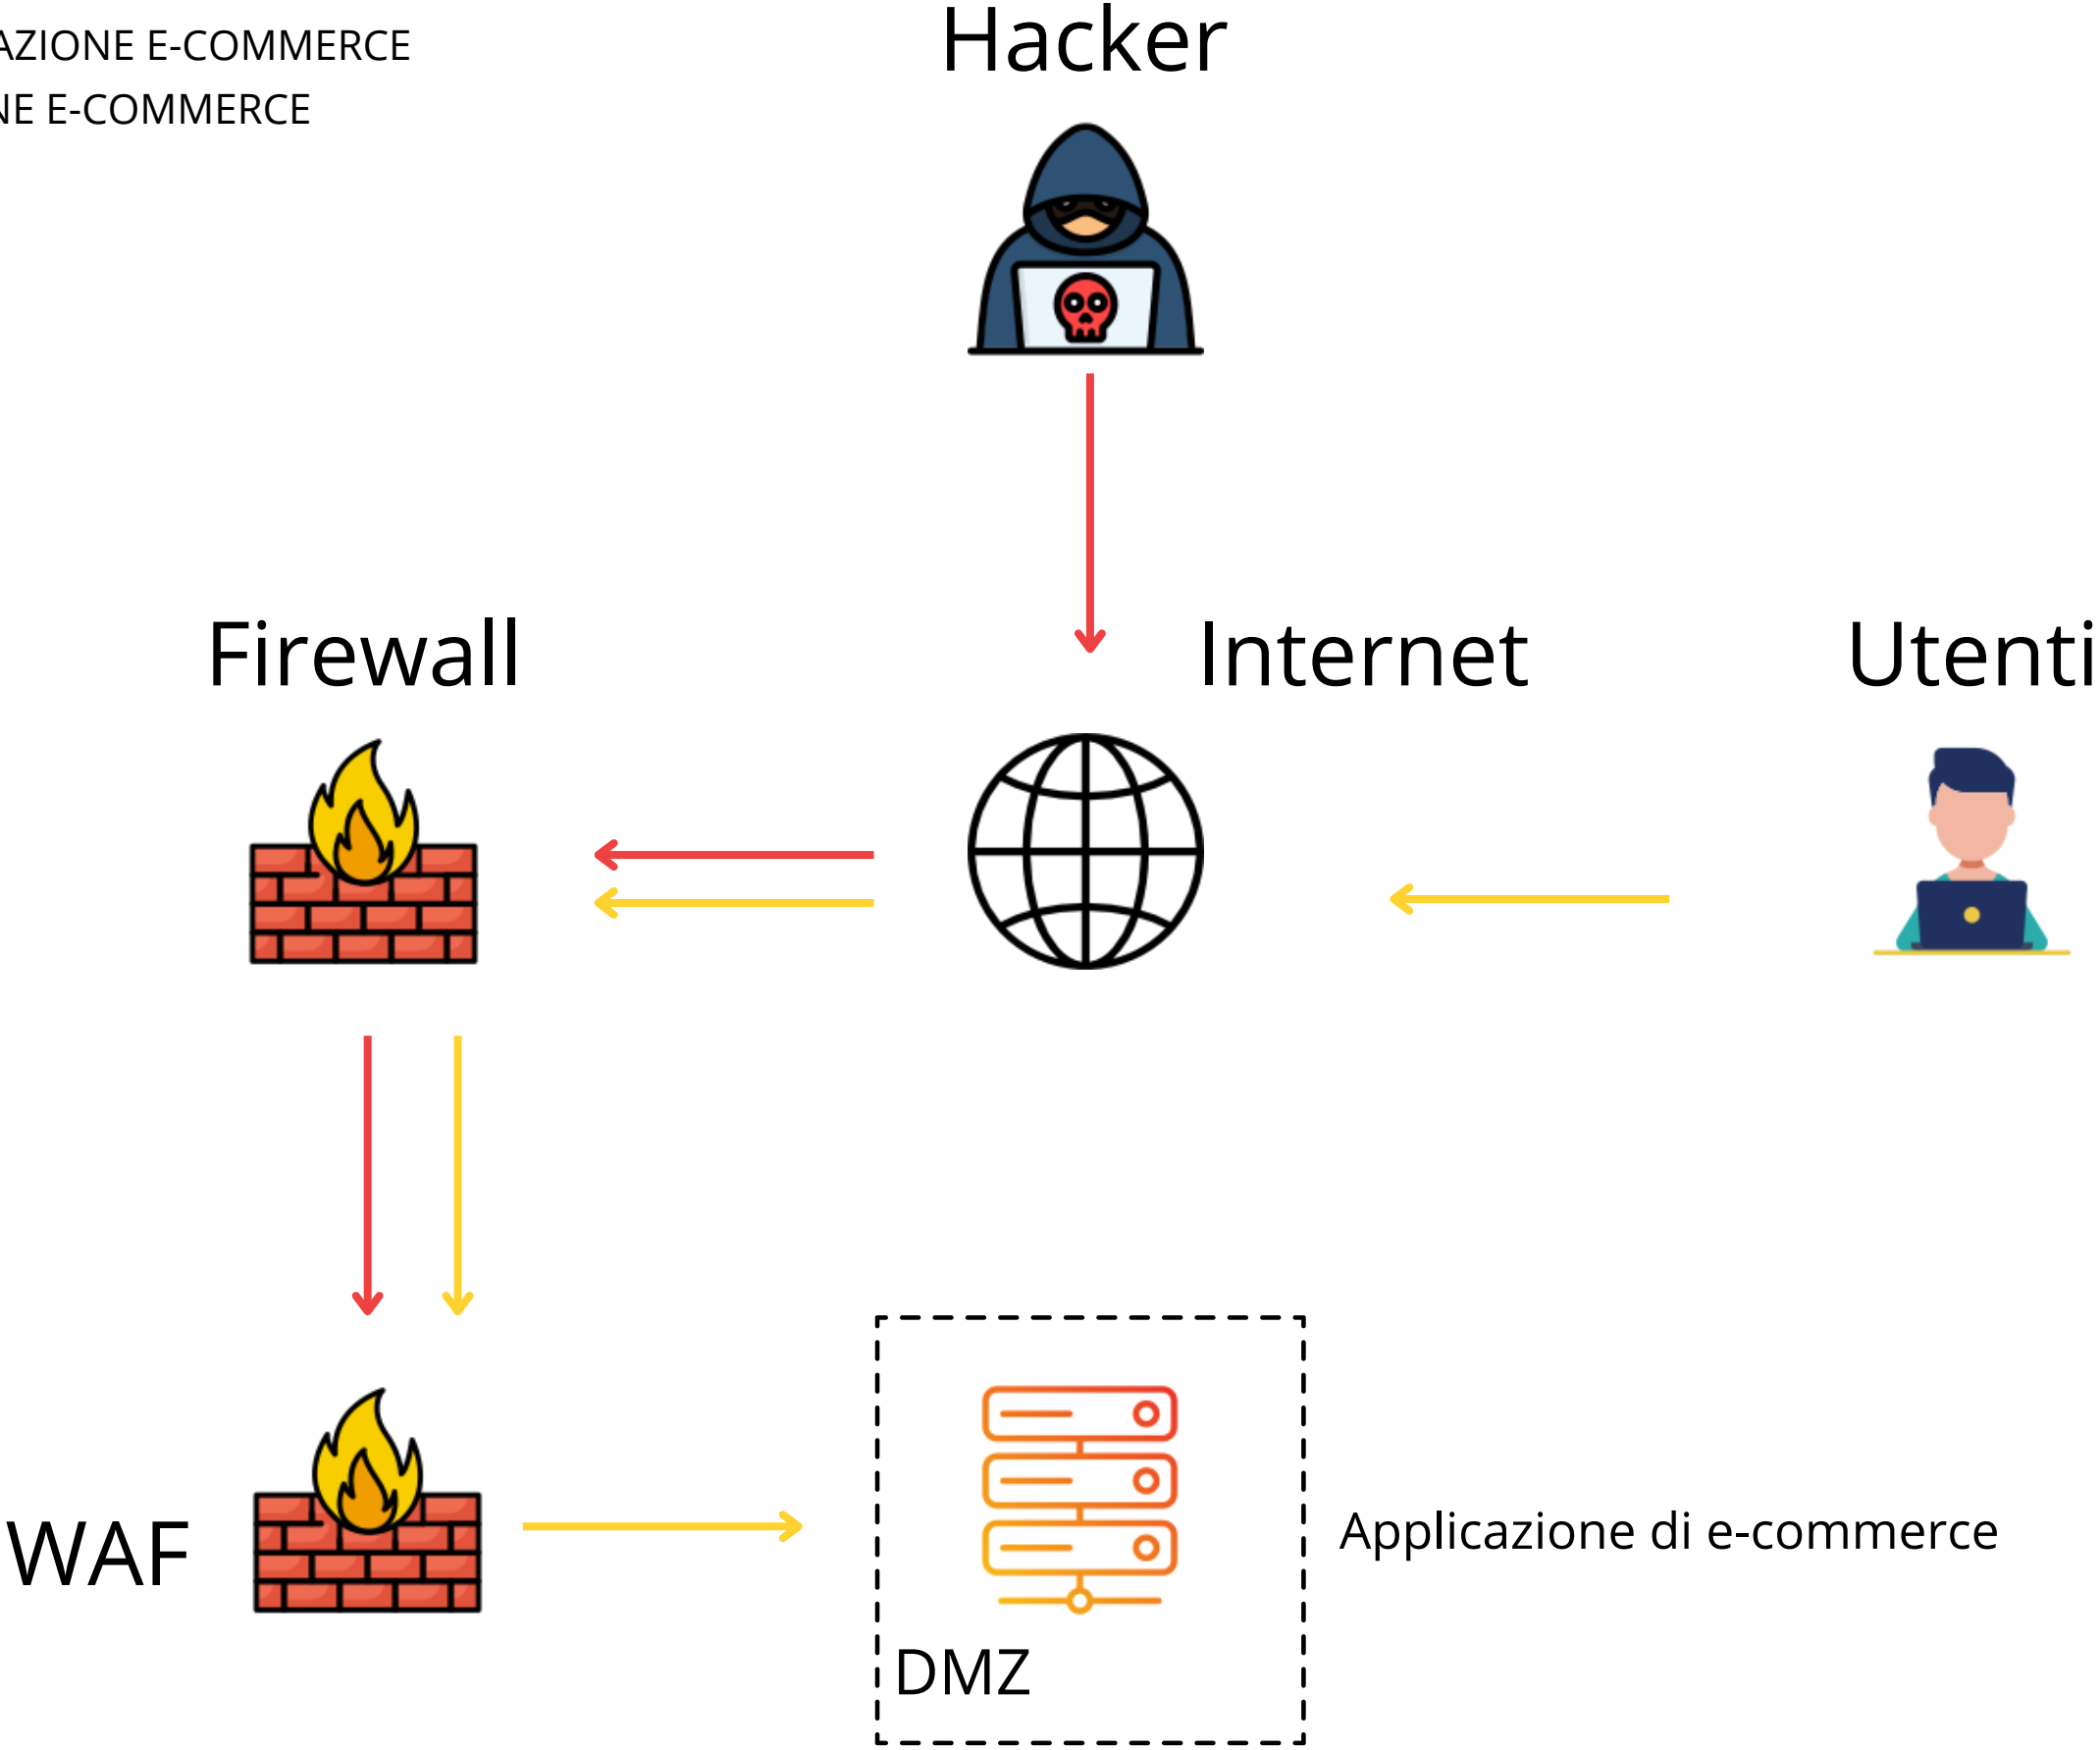 AZIONE E-COMMERCE
NE E-COMMERCE
Hacker
Firewall
Internet
Utenti
WAF
Applicazione di e-commerce
DMZ